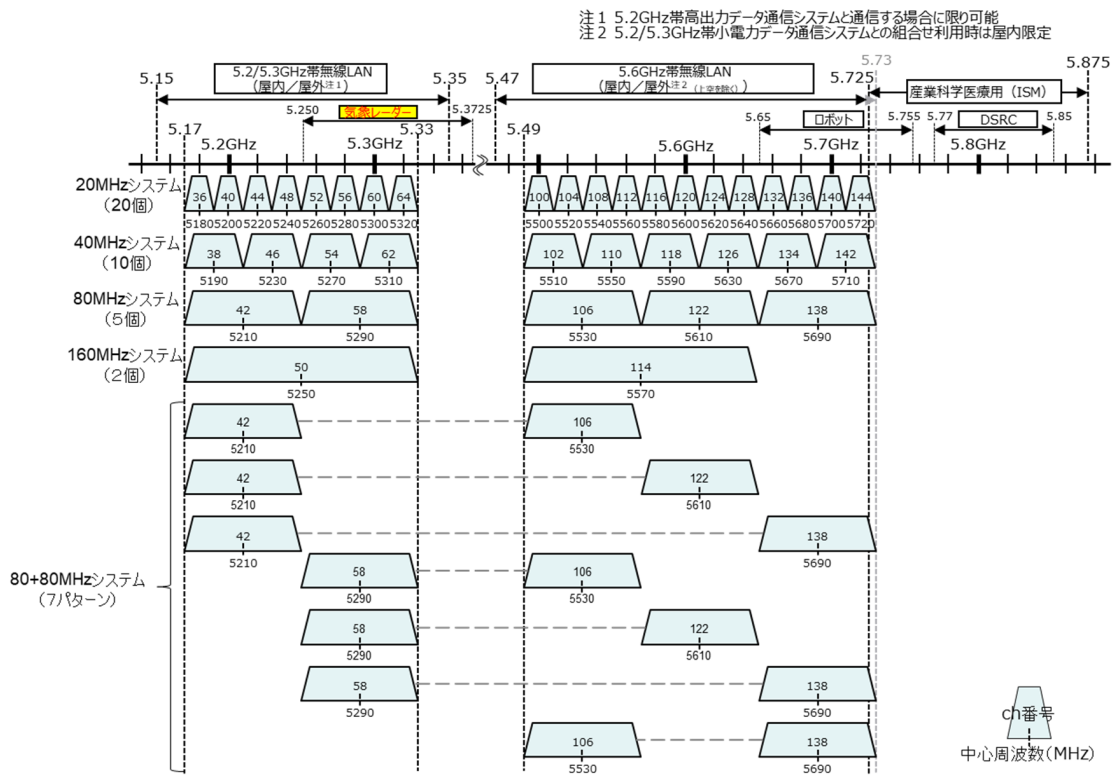 注1 5.2GHz帯高出力データ通信システムと通信する場合に限り可能
注2 5.2/5.3GHz帯小電力データ通信システムとの組合せ利用時は屋内限定
5.15 5.2/5.3GHz帯無線LAN 5.35 5.47 5.6GHz帯無線LAN 5.725 5.73 5.875
(屋内/屋外注1) (屋内/屋外注2(上空を除く)) 産業科学医療用(ISM)
5.250 気象レーダー 5.3725 5.65 ロボット 5.755 5.77 DSRC 5.85
5.17 5.33 5.49
5.2GHz 5.3GHz 5.6GHz 5.7GHz 5.8GHz
20MHzシステム
(20個)
36 40 44 48 52 56 60 64 100 104 108 112 116 120 124 128 132 136 140 144
5180 5200 5220 5240 5260 5280 5300 5320 5500 5520 5540 5560 5580 5600 5620 5640 5660 5680 5700 5720
40MHzシステム
(10個)
38 46 54 62 102 110 118 126 134 142
5190 5230 5270 5310 5510 5550 5590 5630 5670 5710
80MHzシステム
(5個)
42 58 106 122 138
5210 5290 5530 5610 5690
160MHzシステム
(2個)
50 114
5250 5570
80+80MHzシステム
(7パターン)
42 106
5210 5530
42 122
5210 5610
42 138
5210 5690
58 106
5290 5530
58 122
5290 5610
58 138
5290 5690
106 138
5530 5690
ch番号
中心周波数(MHz)